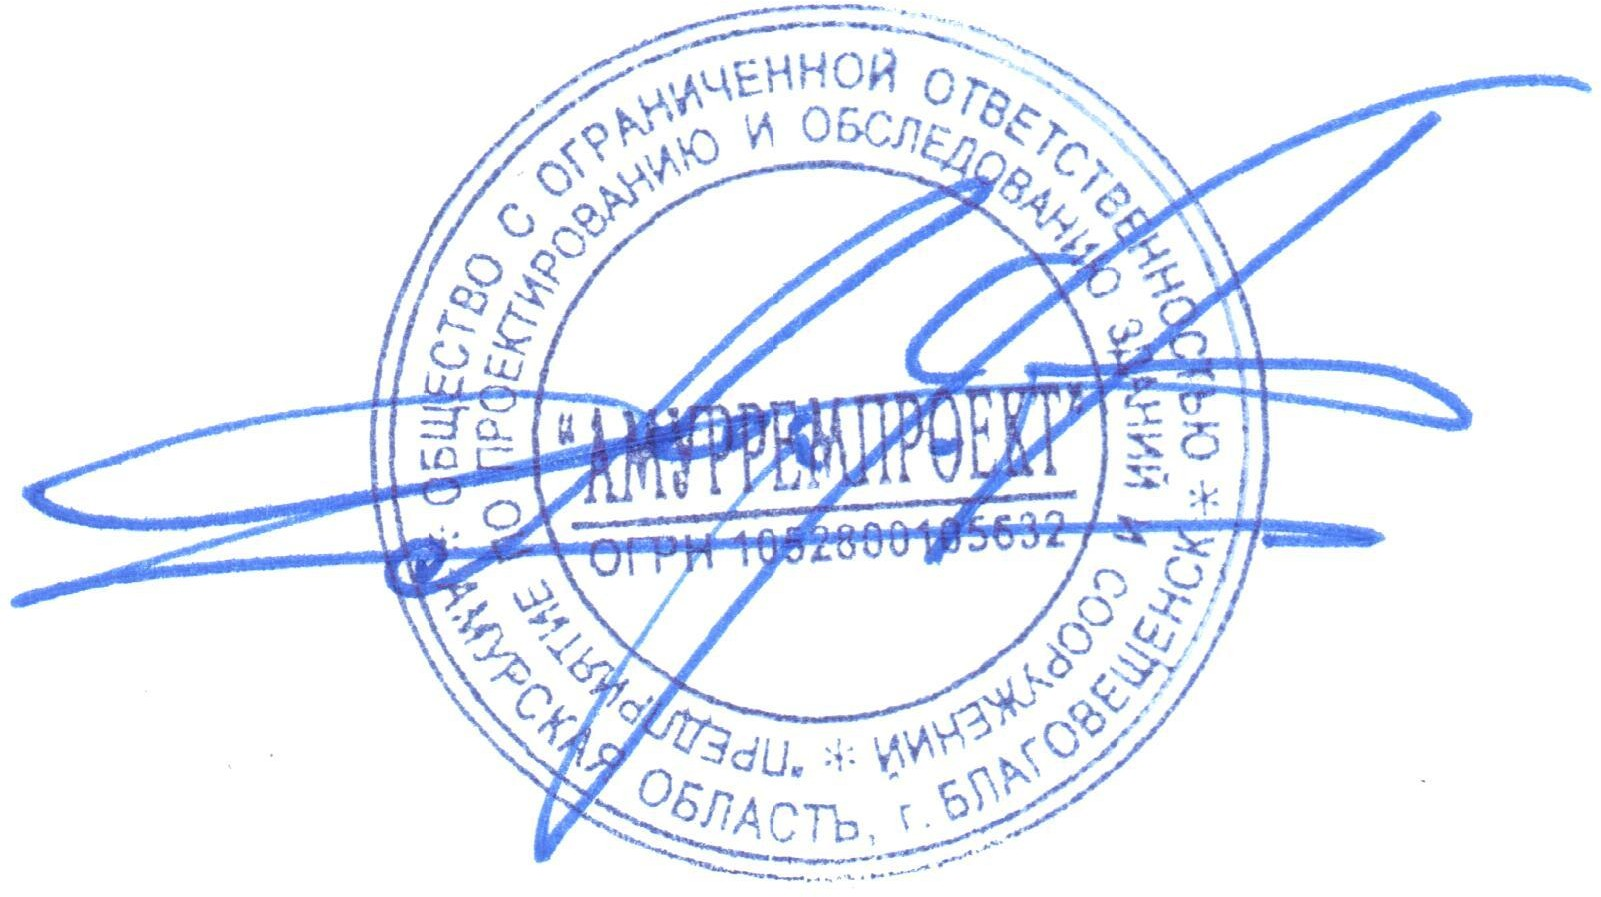 ОБЩЕСТВО С ОГРАНИЧЕННОЙ ОТВЕТСТВЕННОСТЬЮ *
* АМУРСКАЯ ОБЛАСТЬ, г. БЛАГОВЕЩЕНСК
"ПРЕДПРИЯТИЕ ПО ПРОЕКТИРОВАНИЮ И ОБСЛЕДОВАНИЮ ЗДАНИЙ И СООРУЖЕНИЙ *
"АМУРРЕМПРОЕКТ"
ОГРН 1052800105632